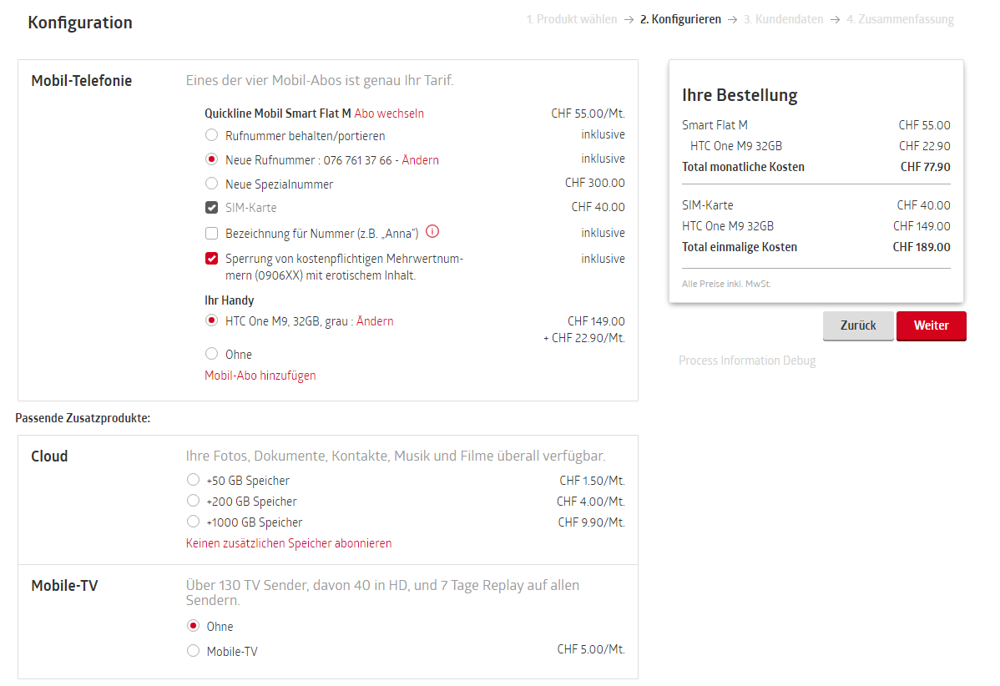 Konfiguration
1. Produkt wählen → 2. Konfigurieren → 3. Kundendaten → 4. Zusammenfassung
Mobil-Telefonie
Eines der vier Mobil-Abos ist genau Ihr Tarif.
Quickline Mobil Smart Flat M Abo wechseln CHF 55.00/Mt.
Rufnummer behalten/portieren inklusive
Neue Rufnummer : 076 761 37 66 - Ändern inklusive
Neue Spezialnummer CHF 300.00
SIM-Karte CHF 40.00
Bezeichnung für Nummer (z.B. „Anna") inklusive
Sperrung von kostenpflichtigen Mehrwertnum- inklusive
mern (0906XX) mit erotischem Inhalt.
Ihr Handy
HTC One M9, 32GB, grau : Ändern CHF 149.00
+ CHF 22.90/Mt.
Ohne
Mobil-Abo hinzufügen
Passende Zusatzprodukte:
Cloud
Ihre Fotos, Dokumente, Kontakte, Musik und Filme überall verfügbar.
+50 GB Speicher CHF 1.50/Mt.
+200 GB Speicher CHF 4.00/Mt.
+1000 GB Speicher CHF 9.90/Mt.
Keinen zusätzlichen Speicher abonnieren
Mobile-TV
Über 130 TV Sender, davon 40 in HD, und 7 Tage Replay auf allen
Sendern.
Ohne
Mobile-TV CHF 5.00/Mt.
Ihre Bestellung
Smart Flat M CHF 55.00
HTC One M9 32GB CHF 22.90
Total monatliche Kosten CHF 77.90
SIM-Karte CHF 40.00
HTC One M9 32GB CHF 149.00
Total einmalige Kosten CHF 189.00
Alle Preise inkl. MwSt.
Zurück
Weiter
Process Information Debug